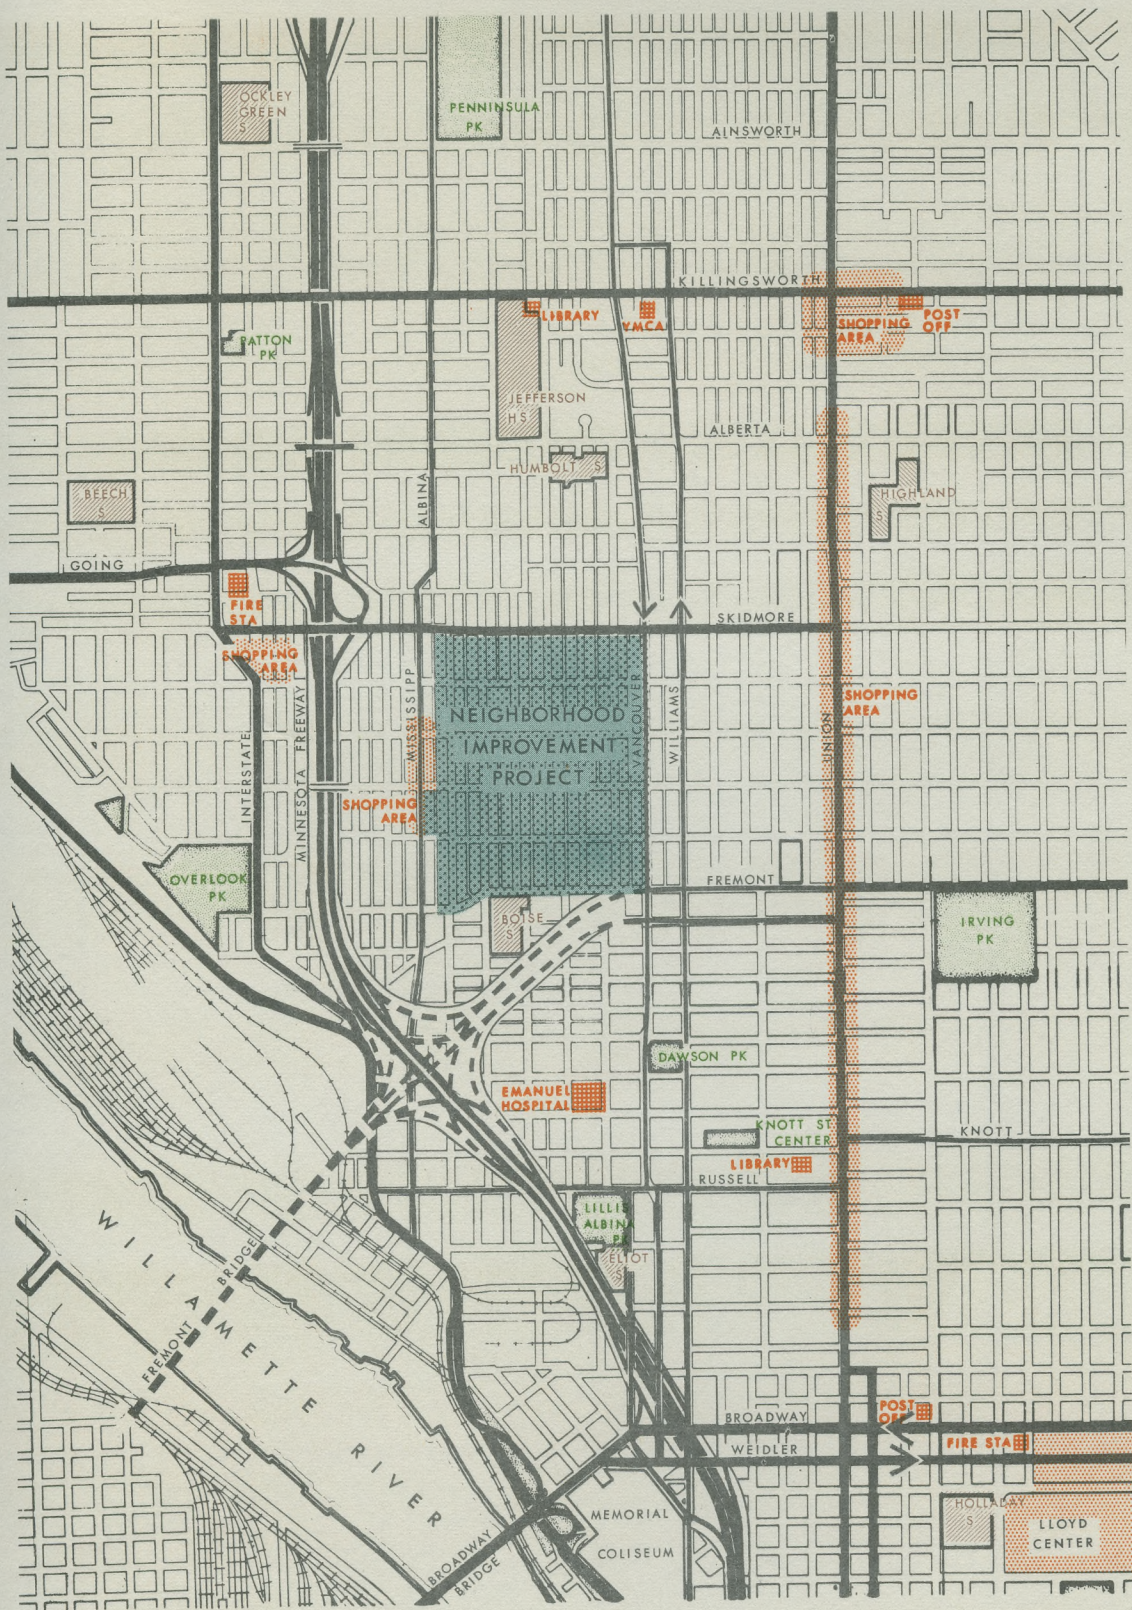 OCKLEY
GREEN
S
PENNINSULA
PK
AINSWORTH
KILLINGSWORTH
LIBRARY
YMCA
SHOPPING
AREA
POST
OFF
PATTON
PK
JEFFERSON
H S
ALBERTA
HUMBOLT S
ALBINA
BEECH
S
HIGHLAND
S
GOING
FIRE
STA
SKIDMORE
SHOPPING
AREA
MISSISSIPP
NEIGHBORHOOD
IMPROVEMENT
PROJECT
VANCOUVER
WILLIAMS
UNION
SHOPPING
AREA
INTERSTATE
MINNESOTA FREEWAY
SHOPPING
AREA
OVERLOOK
PK
FREMONT
BOISE
S
IRVING
PK
DAWSON PK
EMANUEL
HOSPITAL
KNOTT ST
CENTER
KNOTT
LIBRARY
RUSSELL
LILLIS
ALBINA
PK
ELIOT
S
WILLAMETTE RIVER
FREMONT BRIDGE
POST
OFF
BROADWAY
WEIDLER
FIRE STA
HOLLADAY
S
LLOYD
CENTER
MEMORIAL
COLISEUM
BROADWAY
BRIDGE